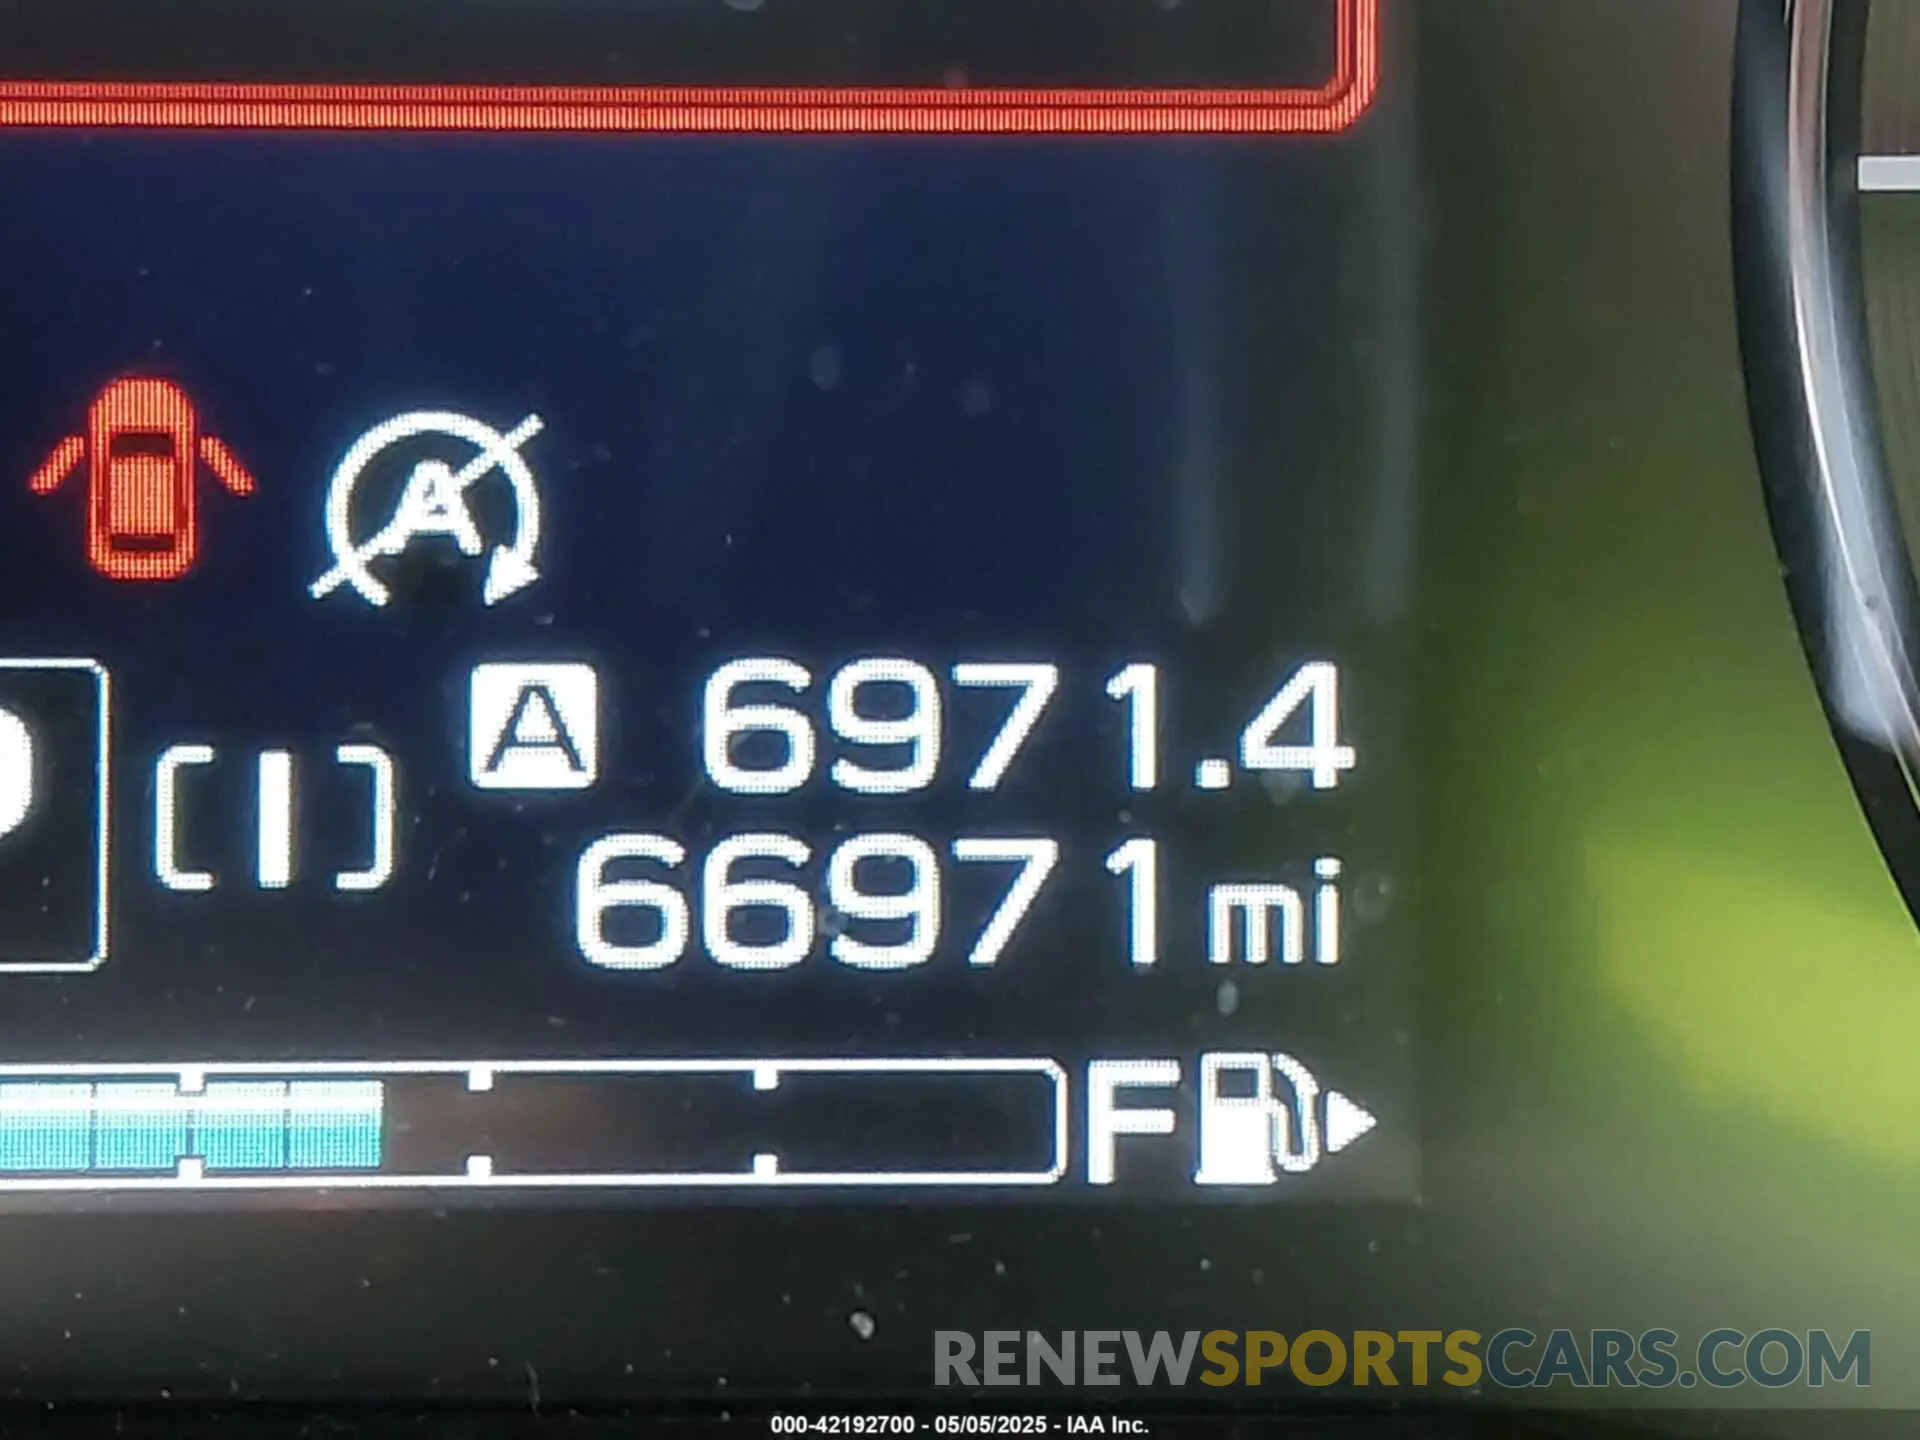 A
A 6971.4
66971 mi
F
RENEWSPORTSCARS.COM
000-42192700 - 05/05/2025 - IAA Inc.